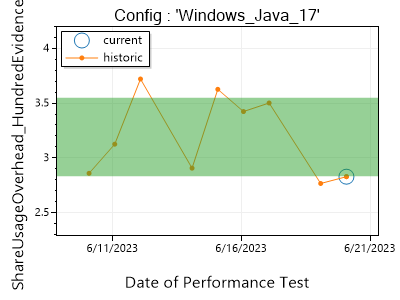 Config : 'Windows_Java_17'
current
historic
ShareUsageOverhead_HundredEvidence
4
3.5
3
2.5
6/11/2023
6/16/2023
6/21/2023
Date of Performance Test